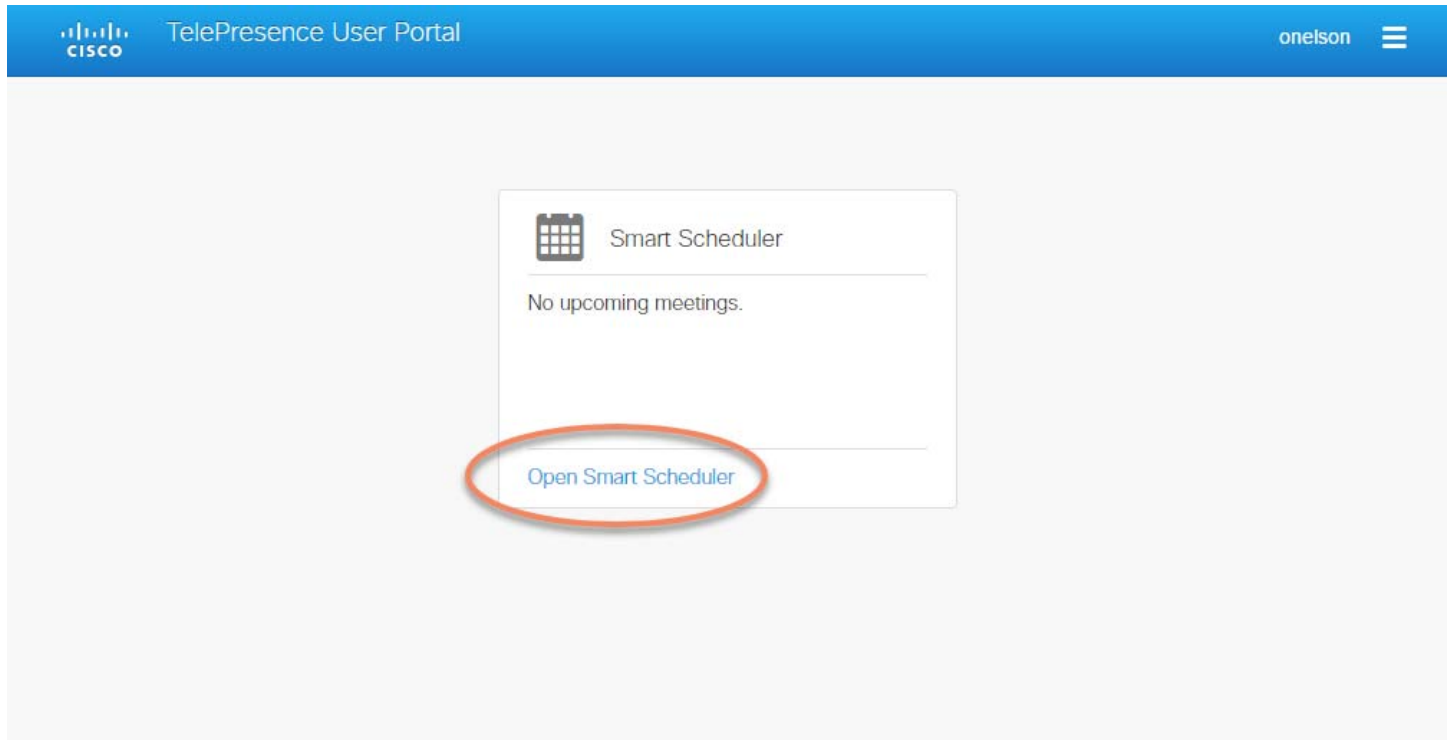 TelePresence User Portal
CISCO
onelson
Smart Scheduler
No upcoming meetings.
Open Smart Scheduler